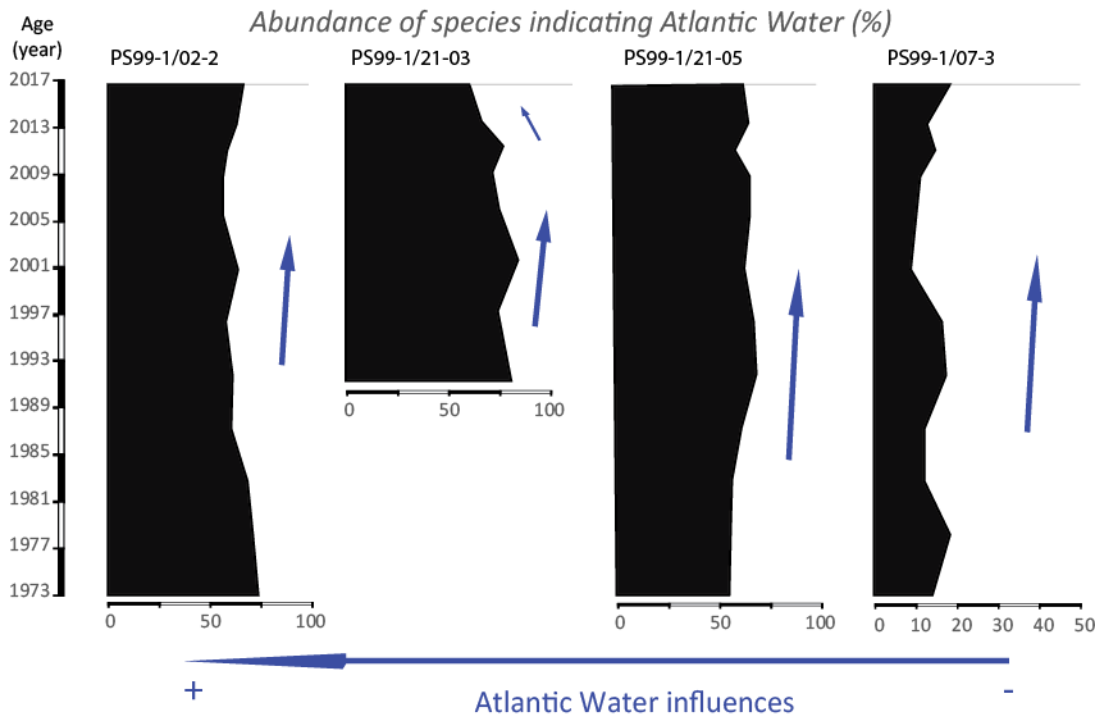 Abundance of species indicating Atlantic Water (%)
Age
(year)
PS99-1/02-2 PS99-1/21-03 PS99-1/21-05 PS99-1/07-3
2017
2013
2009
2005
2001
1997
1993
1989
1985
1981
1977
1973
0 50 100
0 50 100
0 50 100
0 10 20 30 40 50
+ -
Atlantic Water influences